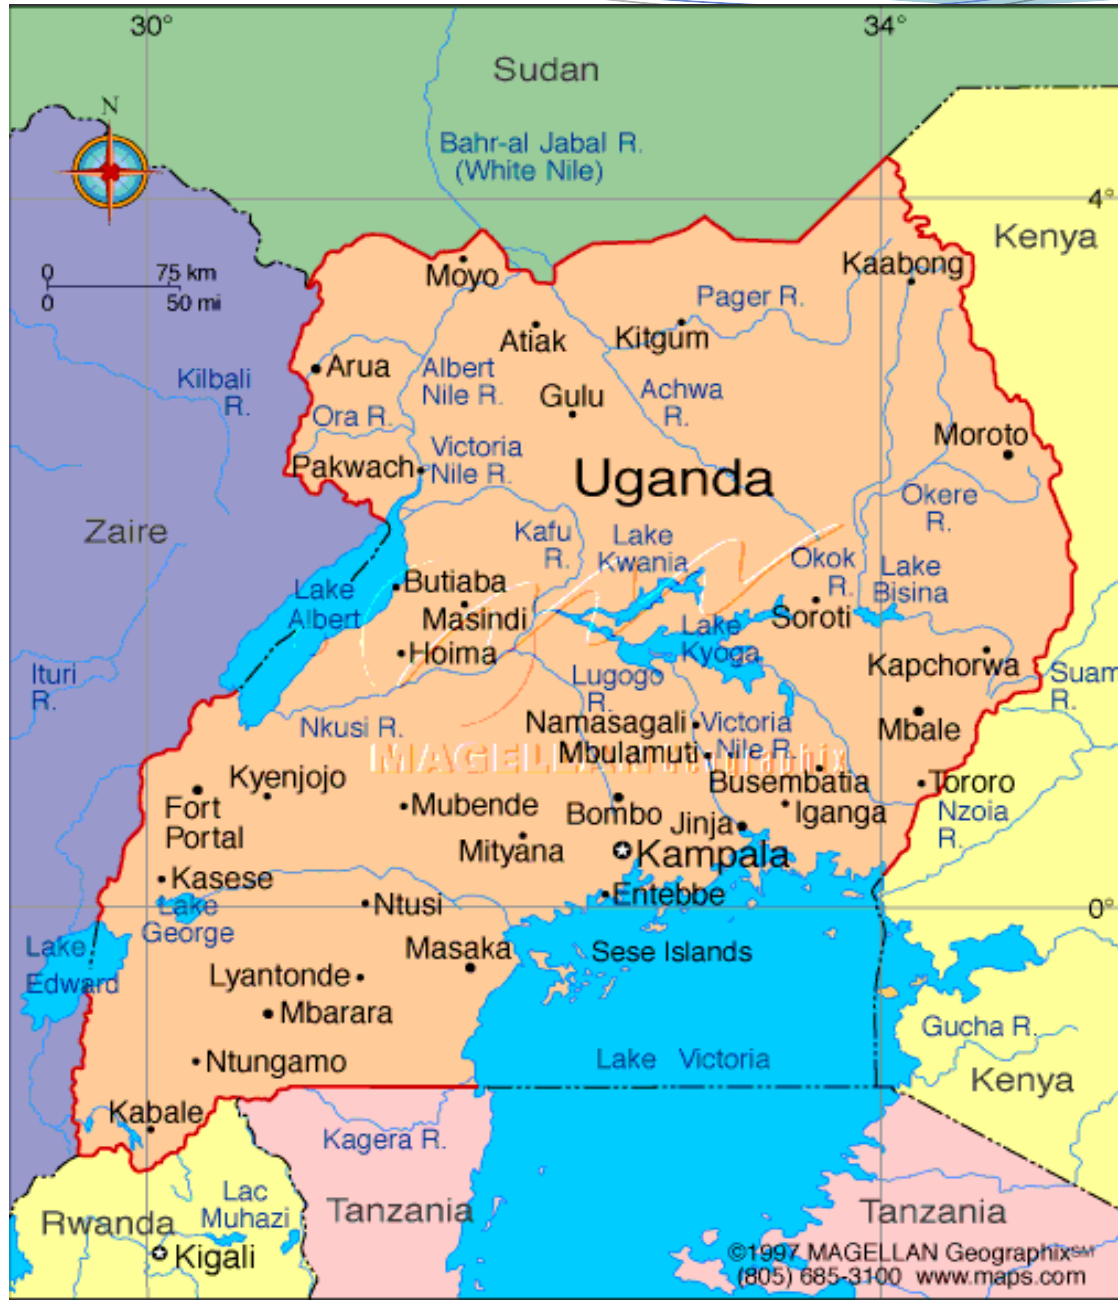 30°
34°
Sudan
N
Bahr-al Jabal R.
(White Nile)
4°
Kenya
0
75 km
0
50 mi
Moyo
Kaabong
Pager R.
Atiak
Kitgum
Arua
Albert
Nile R.
Kilbali
R.
Achwa
R.
Gulu
Ora R.
Moroto
Victoria
Nile R.
Pakwach
Uganda
Okere
R.
Zaire
Kafu
R.
Lake
Kwania
Okok
R.
Lake
Bisina
Butiaba
Lake
Albert
Masindi
Soroti
Lake
Kyoga
Hoima
Kapchorwa
Ituri
R.
Lugogo
R.
Suam
R.
Nkusi R.
Namasagali
Victoria
Nile R.
Mbale
Mbulamuti
MAGELLAN Geographix
Kyenjojo
Busembatia
Tororo
Fort
Portal
Mubende
Bombo
Iganga
Nzoia
R.
Jinja
Mityana
Kampala
Kasese
Entebbe
Lake
George
Ntusi
0°
Lake
Edward
Masaka
Sese Islands
Lyantonde
Mbarara
Gucha R.
Ntungamo
Lake Victoria
Kenya
Kabale
Kagera R.
Lac
Muhazi
Tanzania
Tanzania
Rwanda
Kigali
©1997 MAGELLAN Geographix℠
(805) 685-3100 www.maps.com